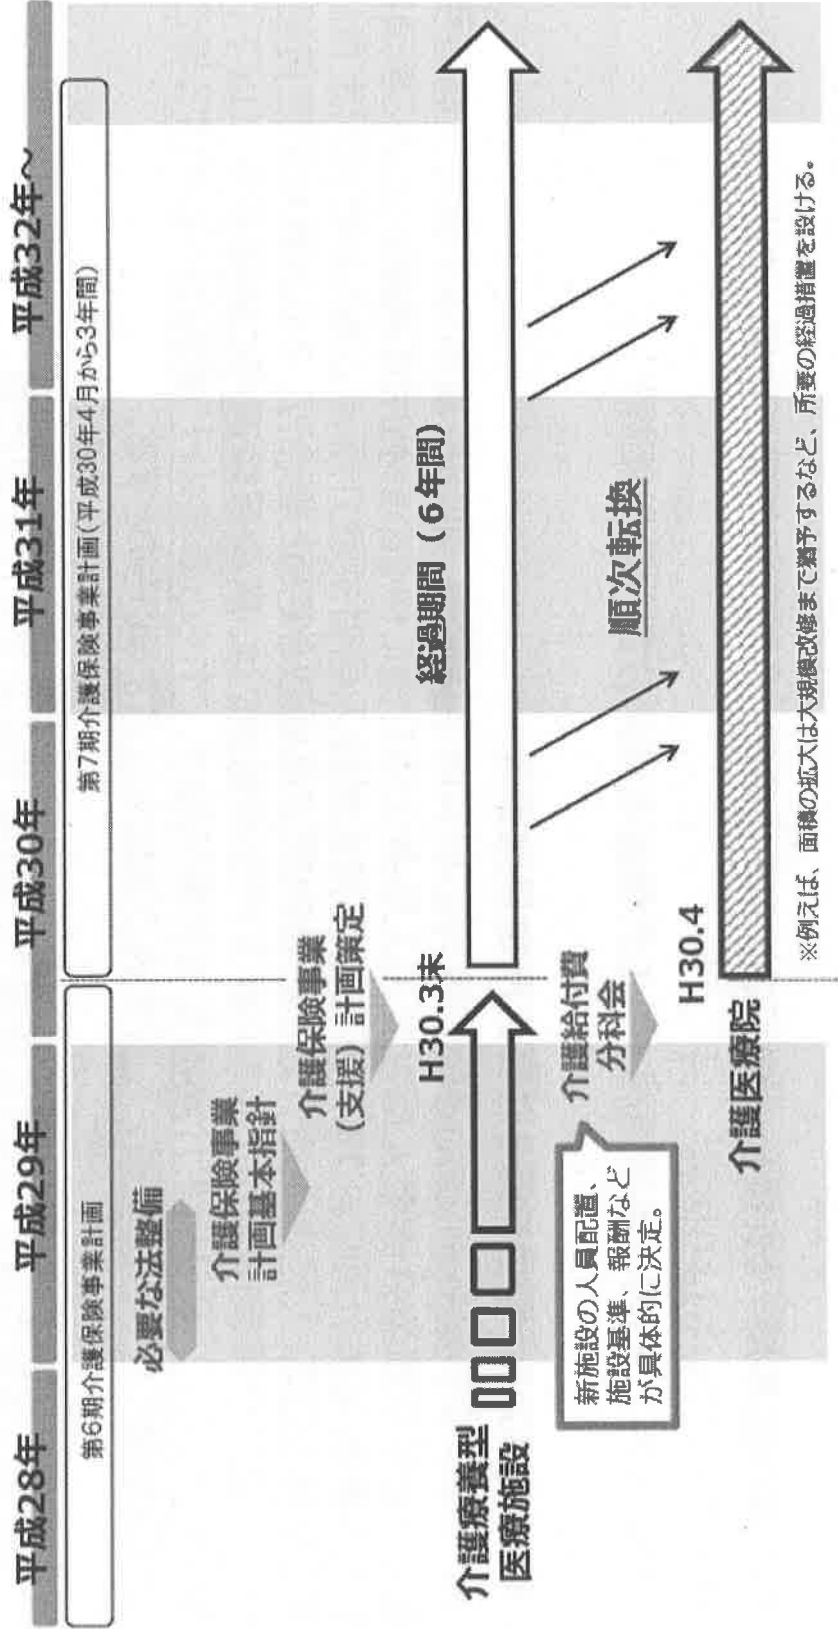 平成28年
平成29年
平成30年
平成31年
平成32年～
第6期介護保険事業計画
第7期介護保険事業計画(平成30年4月から3年間)
必要な法整備
介護保険事業
計画基本指針
介護保険事業
(支援）計画策定
H30.3末
経過期間（６年間）
介護療養型
医療施設
順次転換
新施設の人員配置、
施設基準、報酬など
が具体的に決定。
介護給付費
分科会
H30.4
介護医療院
※例えば、面積の拡大は大規模改修まで猶予するなど、所要の経過措置を設ける。